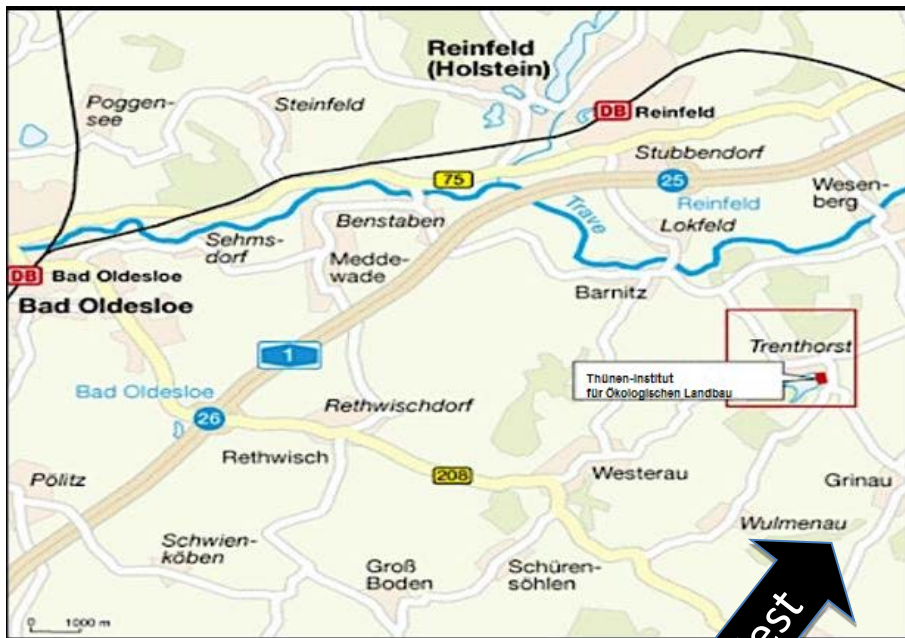 Reinfeld
(Holstein)
Poggen-
see
Steinfeld
DB Reinfeld
Stubbendorf
75
25
Reinfeld
Wesen-
berg
Benstaben
Trave
Lokfeld
Sehms-
dorf
Medde-
wade
DB Bad Oldesloe
Bad Oldesloe
Barnitz
1
Trenthorst
Thünen-Institut
für Ökologischen Landbau
Bad Oldesloe
26
Rethwischdorf
Rethwisch
208
Westerau
Pölitz
Grinau
Wulmenau
Schwien-
köben
Groß
Boden
Schüren-
söhlen
est
0 1000 m